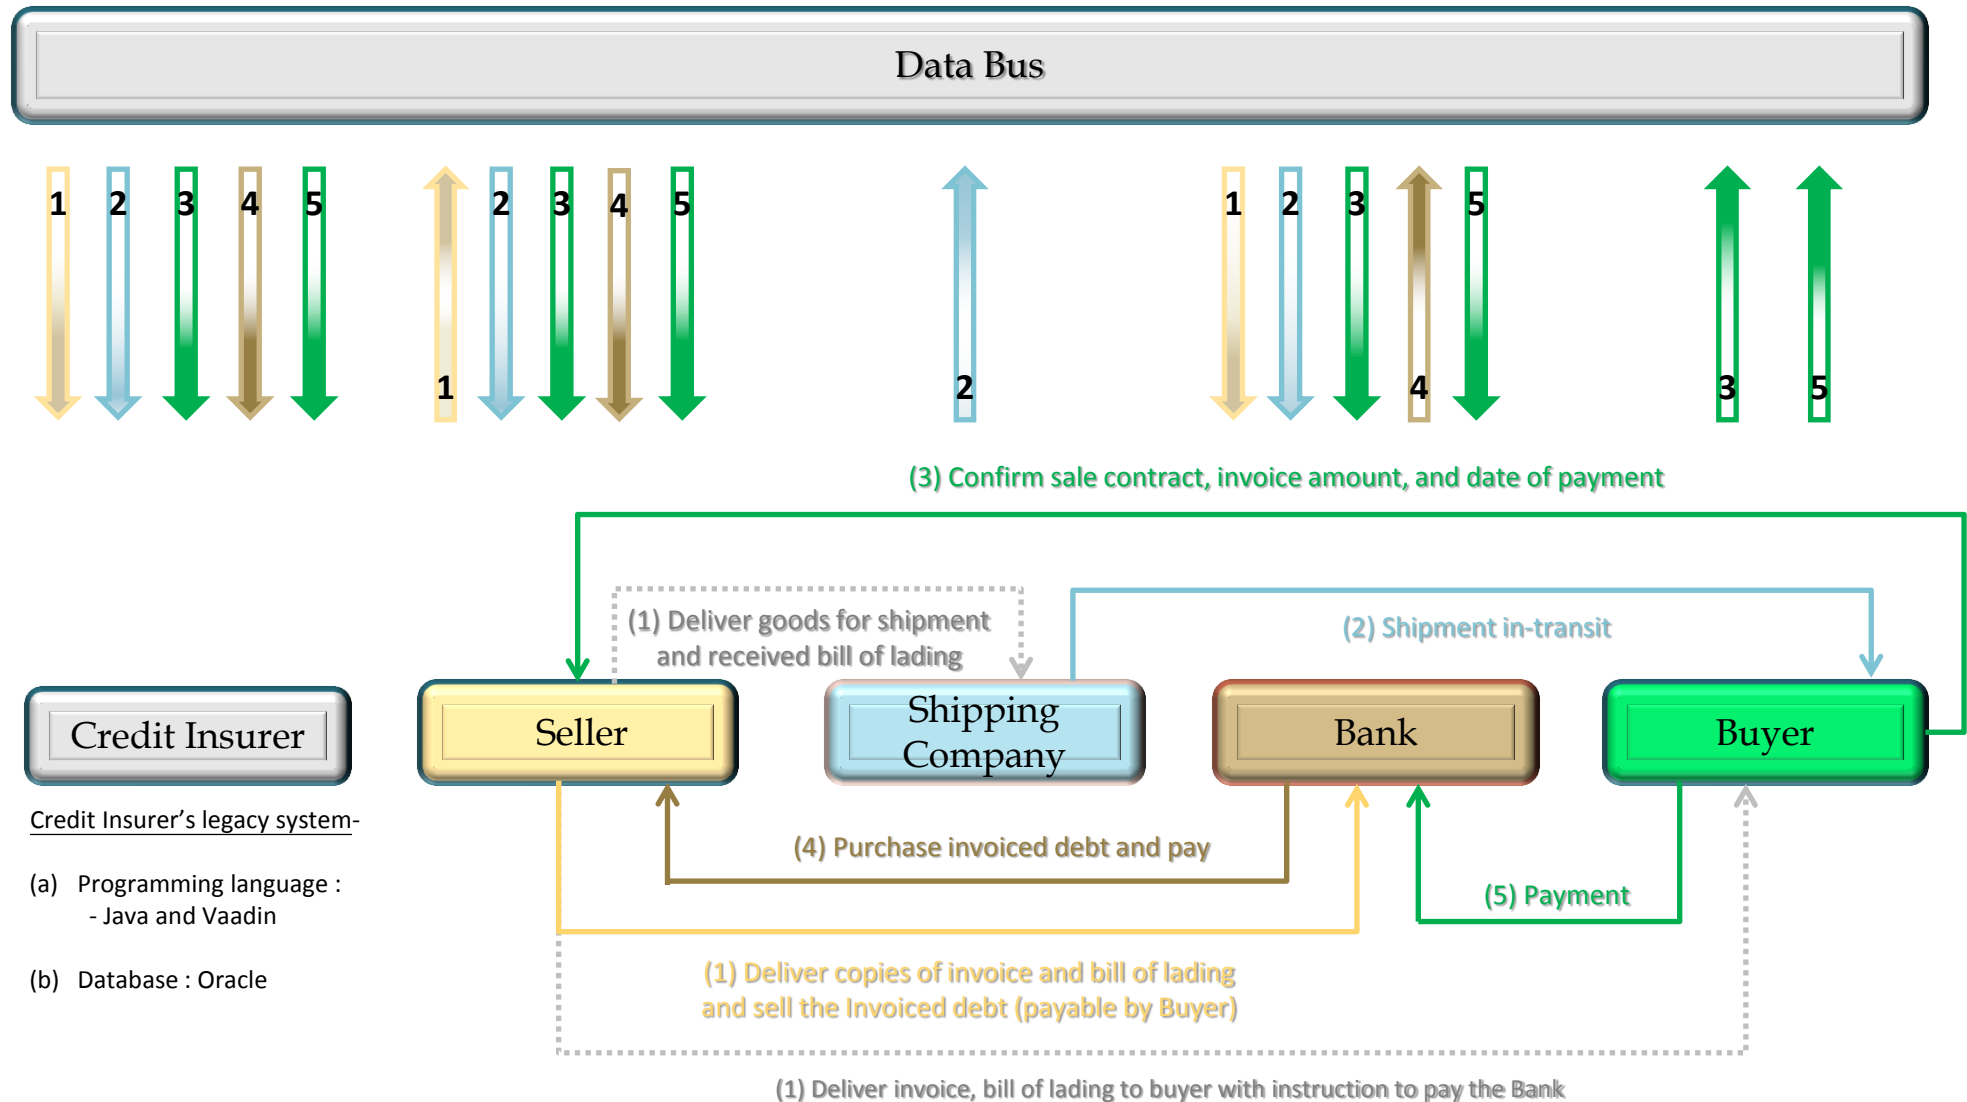 Data Bus
1 2 3 4 5
1 2 3 4 5
2
1 2 3 4 5
3 5
(3) Confirm sale contract, invoice amount, and date of payment
(1) Deliver goods for shipment
and received bill of lading
(2) Shipment in-transit
Credit Insurer
Seller
Shipping
Company
Bank
Buyer
Credit Insurer’s legacy system-
(a) Programming language :
- Java and Vaadin
(b) Database : Oracle
(4) Purchase invoiced debt and pay
(5) Payment
(1) Deliver copies of invoice and bill of lading
and sell the Invoiced debt (payable by Buyer)
(1) Deliver invoice, bill of lading to buyer with instruction to pay the Bank